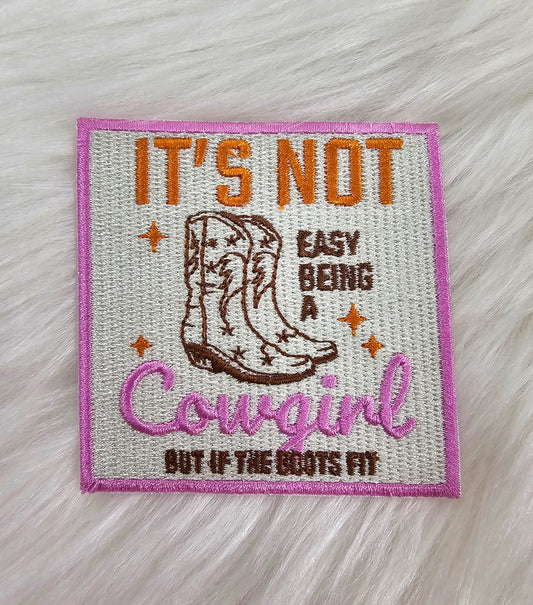 IT'S NOT
EASY
BEING
A
Cowgirl
BUT IF THE BOOTS FIT